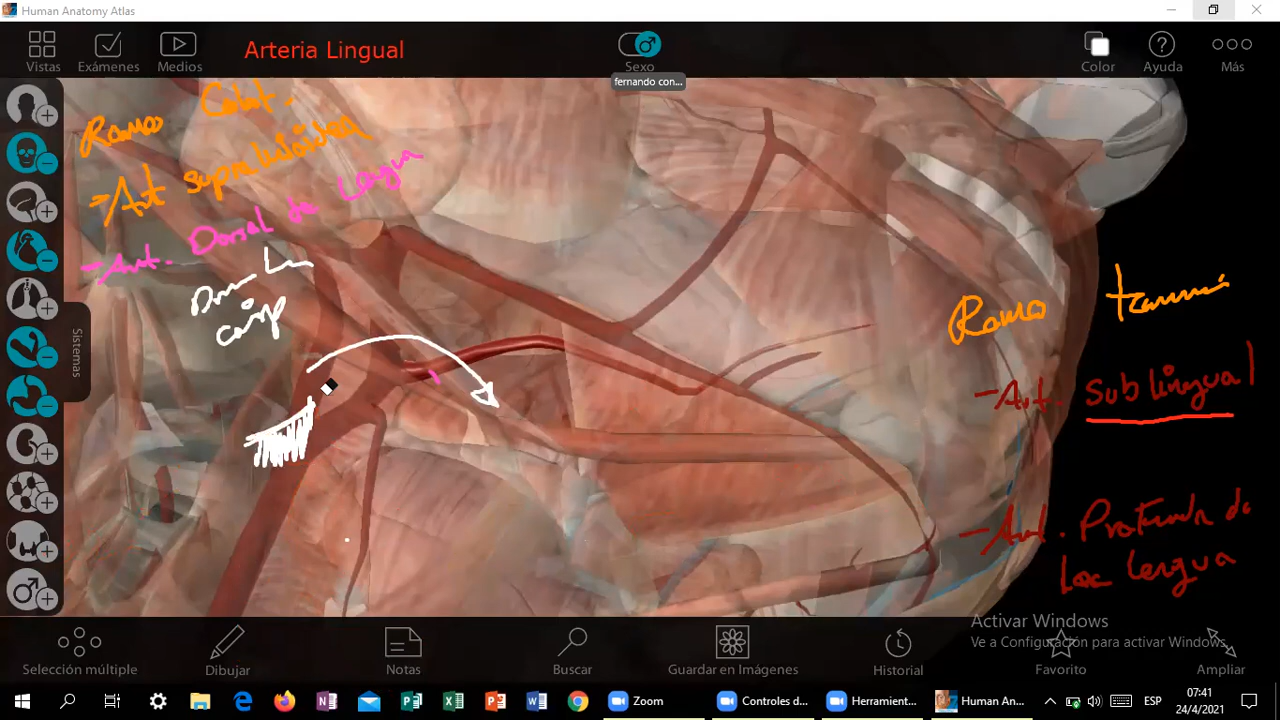 Human Anatomy Atlas
Vistas
Exámenes
Medios
Arteria Lingual
Sexo
fernando con...
Color
Ayuda
Más
Ramos Colat.
→ Art suprahioidea
- Art. Dorsal de Lengua
Sistemas
Ramos
- Art. Sublingual
- Art. Profunda de
la lengua
Activar Windows
Ve a Configuración para activar Windows.
Selección múltiple
Dibujar
Notas
Buscar
Guardar en Imágenes
Historial
Favorito
Ampliar
Zoom
Controles d...
Herramient...
Human An...
ESP
07:41
24/4/2021